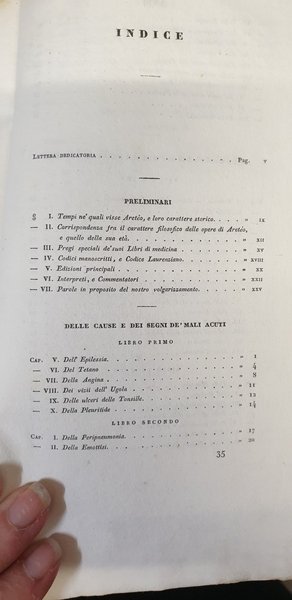 INDICE
LETTERA DEDICATORIA . . . . . . . . . . Pag. v
PRELIMINARI
§ I. Tempi ne' quali visse Aretéo, e loro carattere storico. . . » IX
— II. Corrispondenza fra il carattere filosofico delle opere di Aretéo,
e quello della sua età. . . . . . . . . . » XII
— III. Pregi speciali de' suoi Libri di medicina . . . . . » XV
— IV. Codici manoscritti, e Codice Laurenziano. . . . . » XVIII
— V. Edizioni principali . . . . . . . . . . » XX
— VI. Interpreti, e Commentatori . . . . . . . . » XXII
— VII. Parole in proposito del nostro volgarizzamento. . . . » XXV
DELLE CAUSE E DEI SEGNI DE' MALI ACUTI
LIBRO PRIMO
CAP. V. Dell' Epilessia. . . . . . . . . . . » 1
— VI. Del Tetano . . . . . . . . . . . » 4
— VII. Della Angina . . . . . . . . . . . » 8
— VIII. Dei vizii dell' Ugola . . . . . . . . . » 11
— IX. Delle ulceri delle Tonsille. . . . . . . . » 12
— X. Della Pleuritide . . . . . . . . . . » 14
LIBRO SECONDO
CAP. I. Della Peripneumonia. . . . . . . . . . » 17
— II. Della Emottisi . . . . . . . . . . . » 20
35